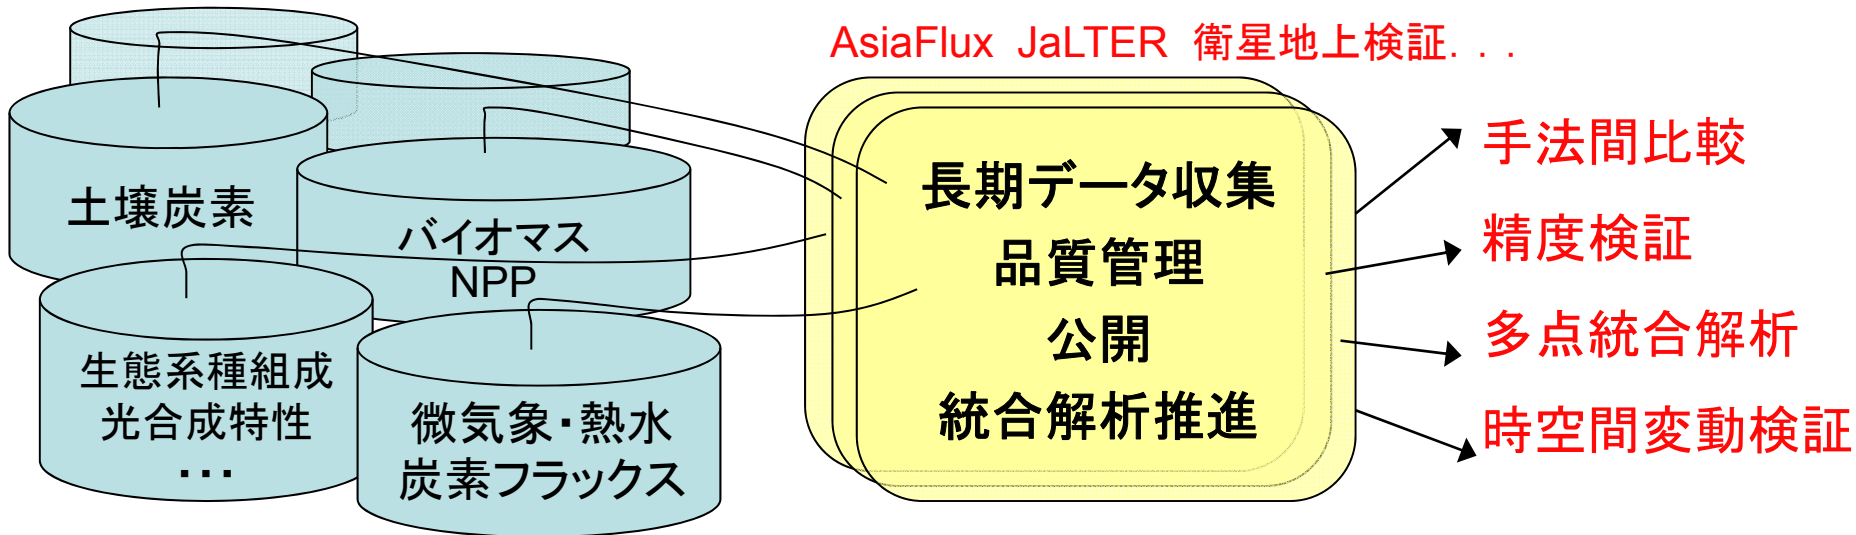 AsiaFlux JaLTER 衛星地上検証. . .
土壌炭素
バイオマス
NPP
生態系種組成
光合成特性
・・・
微気象・熱水
炭素フラックス
長期データ収集
品質管理
公開
統合解析推進
手法間比較
精度検証
多点統合解析
時空間変動検証